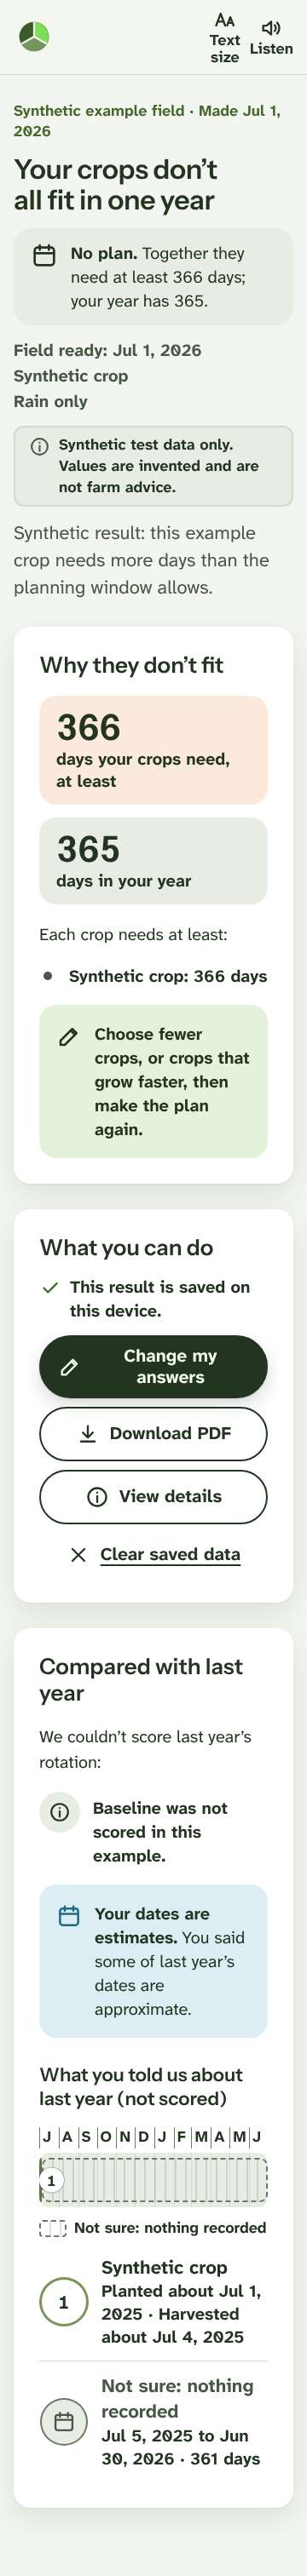 Text
size
Listen
Synthetic example field · Made Jul 1,
2026
Your crops don’t
all fit in one year
No plan. Together they
need at least 366 days;
your year has 365.
Field ready: Jul 1, 2026
Synthetic crop
Rain only
Synthetic test data only.
Values are invented and are
not farm advice.
Synthetic result: this example
crop needs more days than the
planning window allows.
Why they don’t fit
366
days your crops need,
at least
365
days in your year
Each crop needs at least:
Synthetic crop: 366 days
Choose fewer
crops, or crops that
grow faster, then
make the plan
again.
What you can do
This result is saved on
this device.
Change my
answers
Download PDF
View details
Clear saved data
Compared with last
year
We couldn’t score last year’s
rotation:
Baseline was not
scored in this
example.
Your dates are
estimates. You said
some of last year’s
dates are
approximate.
What you told us about
last year (not scored)
J A S O N D J F M A M J
1
Not sure: nothing recorded
1
Synthetic crop
Planted about Jul 1,
2025 · Harvested
about Jul 4, 2025
Not sure: nothing
recorded
Jul 5, 2025 to Jun
30, 2026 · 361 days